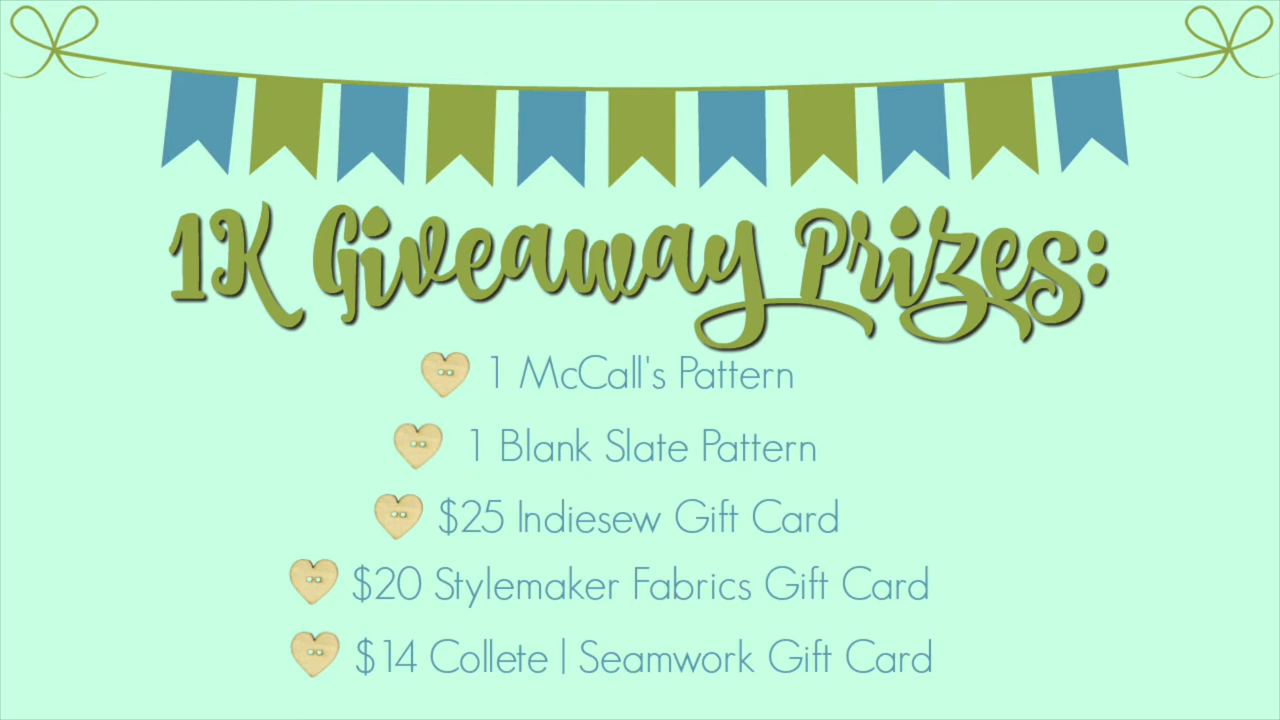 1K Giveaway Prizes:
1 McCall's Pattern
1 Blank Slate Pattern
$25 Indiesew Gift Card
$20 Stylemaker Fabrics Gift Card
$14 Collete | Seamwork Gift Card